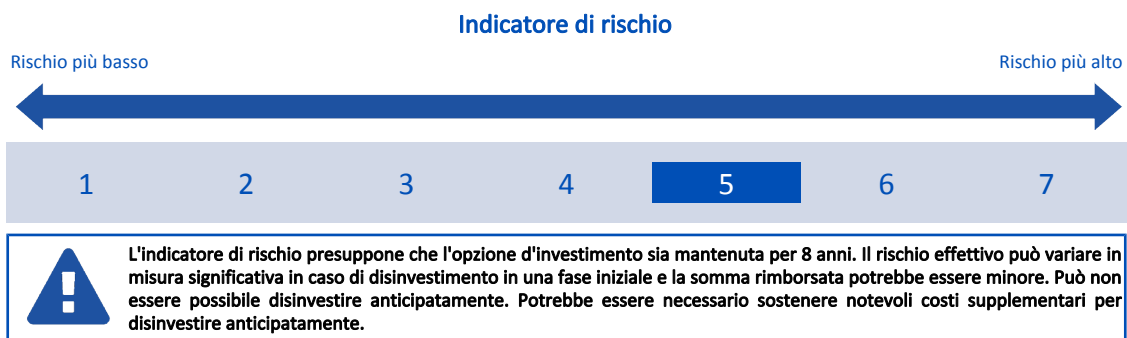 Indicatore di rischio
Rischio più basso
Rischio più alto
1 2 3 4 5 6 7
L'indicatore di rischio presuppone che l'opzione d'investimento sia mantenuta per 8 anni. Il rischio effettivo può variare in
misura significativa in caso di disinvestimento in una fase iniziale e la somma rimborsata potrebbe essere minore. Può non
essere possibile disinvestire anticipatamente. Potrebbe essere necessario sostenere notevoli costi supplementari per
disinvestire anticipatamente.